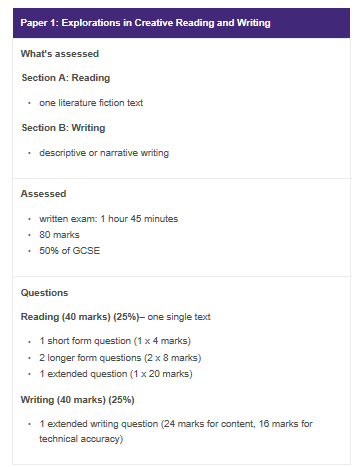 Paper 1: Explorations in Creative Reading and Writing
What's assessed
Section A: Reading
• one literature fiction text
Section B: Writing
• descriptive or narrative writing
Assessed
• written exam: 1 hour 45 minutes
• 80 marks
• 50% of GCSE
Questions
Reading (40 marks) (25%)– one single text
• 1 short form question (1 x 4 marks)
• 2 longer form questions (2 x 8 marks)
• 1 extended question (1 x 20 marks)
Writing (40 marks) (25%)
• 1 extended writing question (24 marks for content, 16 marks for
technical accuracy)